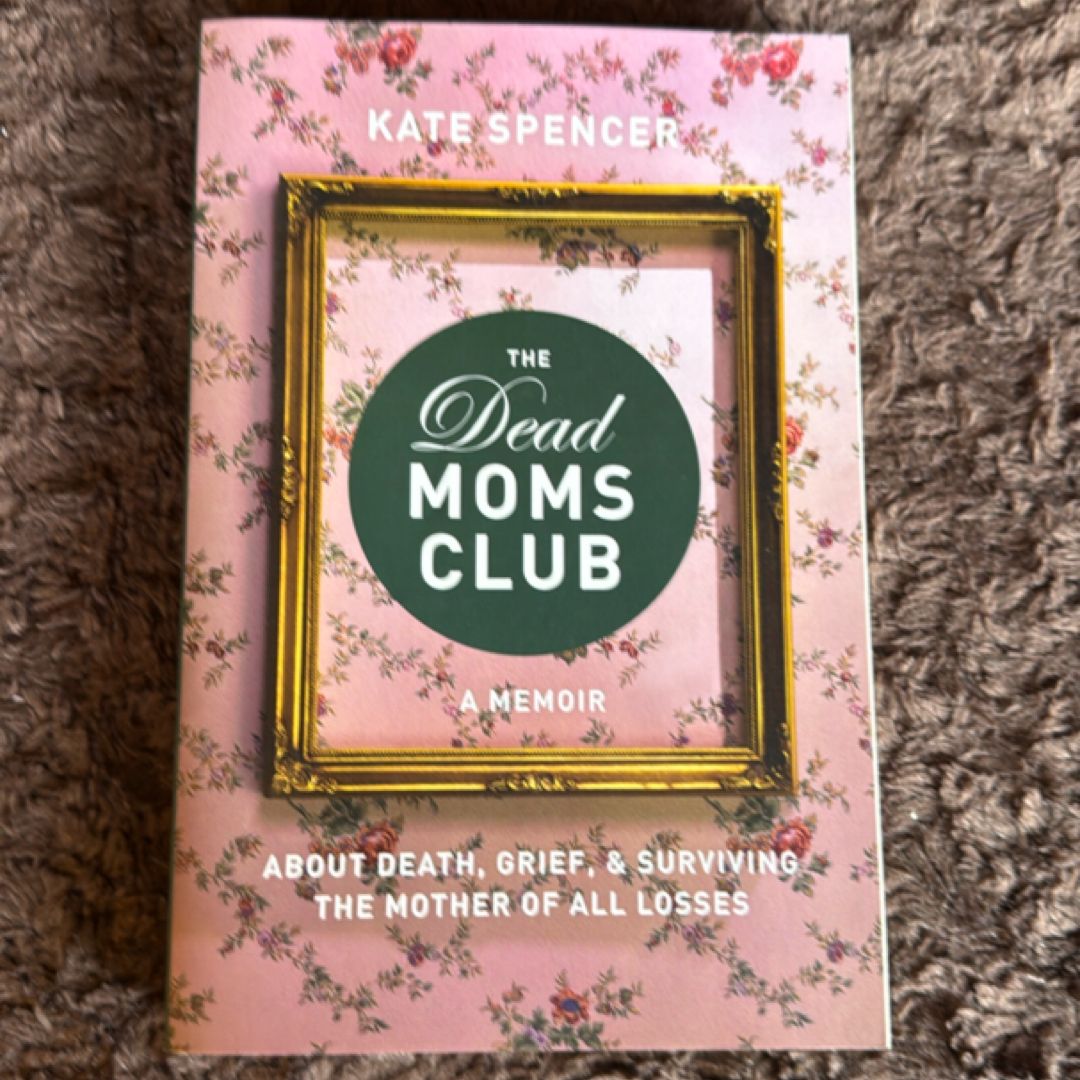 KATE SPENCER
THE
Dead
MOMS
CLUB
A MEMOIR
ABOUT DEATH, GRIEF, & SURVIVING
THE MOTHER OF ALL LOSSES